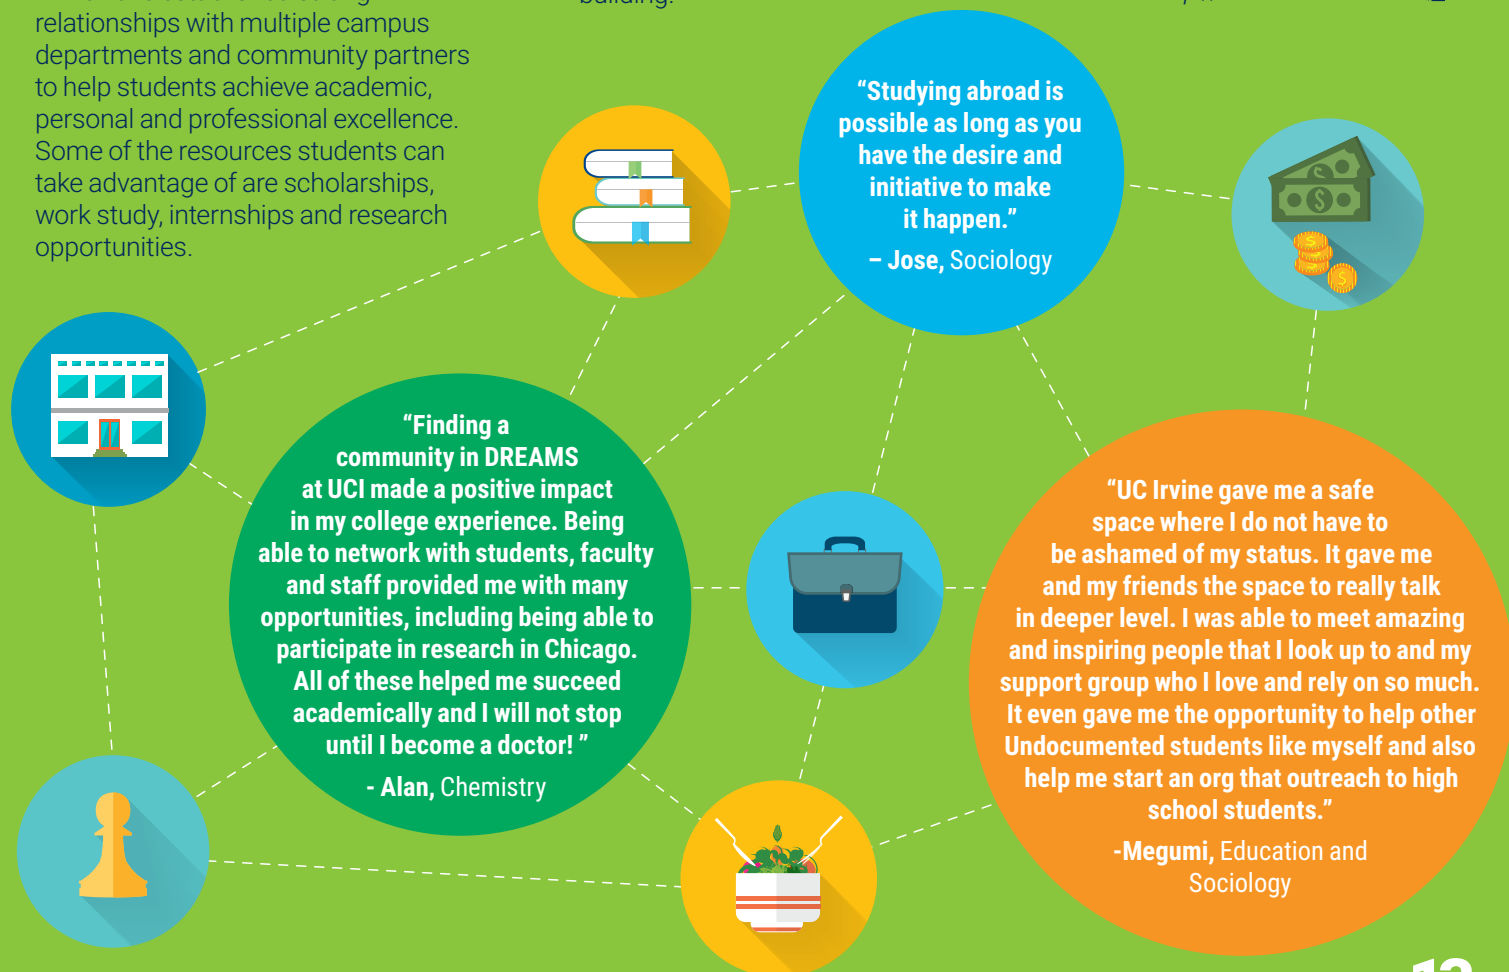 relationships with multiple campus
departments and community partners
to help students achieve academic,
personal and professional excellence.
Some of the resources students can
take advantage of are scholarships,
work study, internships and research
opportunities.
building.
“Studying abroad is
possible as long as you
have the desire and
initiative to make
it happen.”
– Jose, Sociology
“Finding a
community in DREAMS
at UCI made a positive impact
in my college experience. Being
able to network with students, faculty
and staff provided me with many
opportunities, including being able to
participate in research in Chicago.
All of these helped me succeed
academically and I will not stop
until I become a doctor! ”
- Alan, Chemistry
“UC Irvine gave me a safe
space where I do not have to
be ashamed of my status. It gave me
and my friends the space to really talk
in deeper level. I was able to meet amazing
and inspiring people that I look up to and my
support group who I love and rely on so much.
It even gave me the opportunity to help other
Undocumented students like myself and also
help me start an org that outreach to high
school students.”
-Megumi, Education and
Sociology